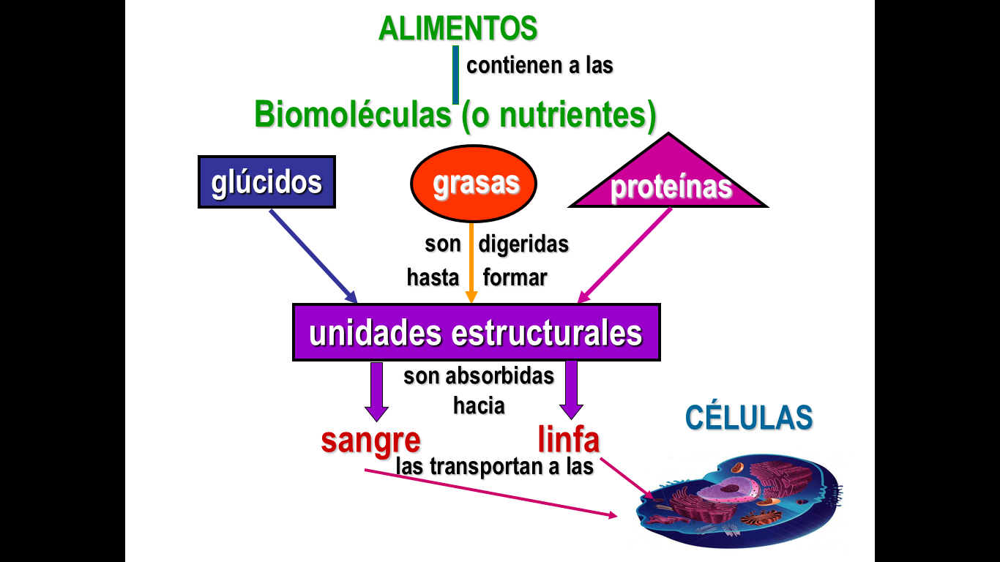 ALIMENTOS
contienen a las
Biomoléculas (o nutrientes)
glúcidos
grasas
proteínas
son digeridas
hasta formar
unidades estructurales
son absorbidas
hacia
sangre
linfa
las transportan a las
CÉLULAS